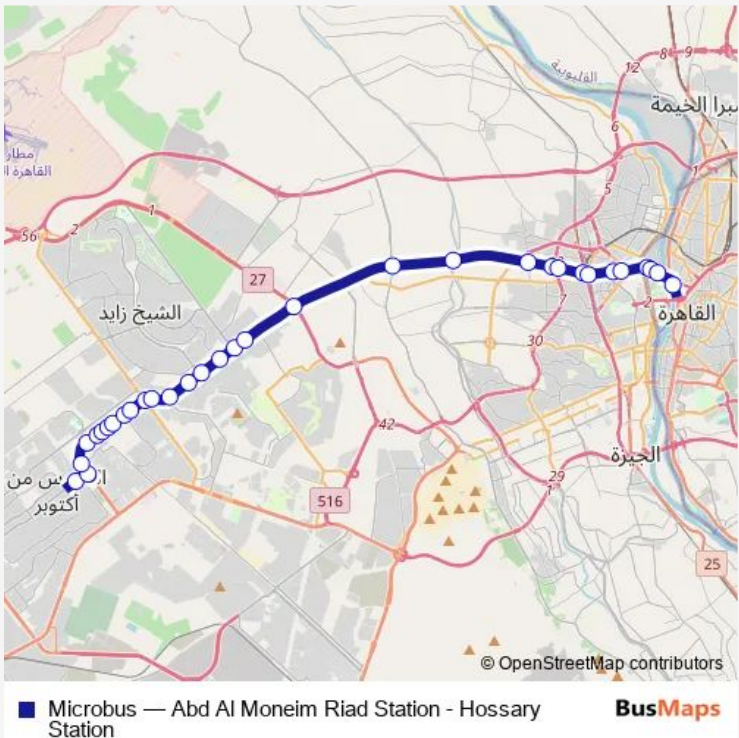 القليوبية
12
8
9
شبرا الخيمة
6
1
مطار
القاهرة
5
1
56
2
27
2
القاهرة
الشيخ زايد
7
30
42
الجيزة
س من
أكتوبر
516
29
1
25
© OpenStreetMap contributors
Microbus — Abd Al Moneim Riad Station - Hossary
Station
BusMaps